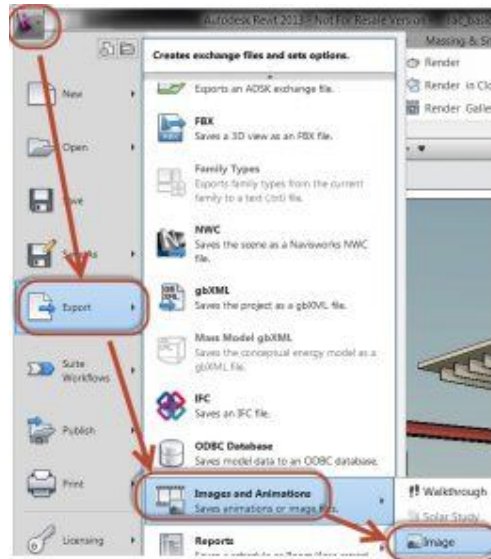 Autodesk Revit 2013 - Not For Resale Version -
Massing & Si
Creates exchange files and sets options.
Render
Render in Clo
Render Galle
New
Exports an ADSK exchange file.
FBX
Saves a 3D view as an FBX file.
Open
Family Types
Exports family types from the current
family to a text (.txt) file.
Save
NWC
Saves the scene as a Navisworks NWC
file.
Export
gbXML
Saves the project as a gbXML file.
Mass Model gbXML
Saves the conceptual energy model as a
gbXML file.
Suite
Workflows
IFC
Saves an IFC file.
Publish
ODBC Database
Saves model data to an ODBC database.
Print
Images and Animations
Saves animations or image files.
Walkthrough
Solar Study
Image
Licensing
Reports